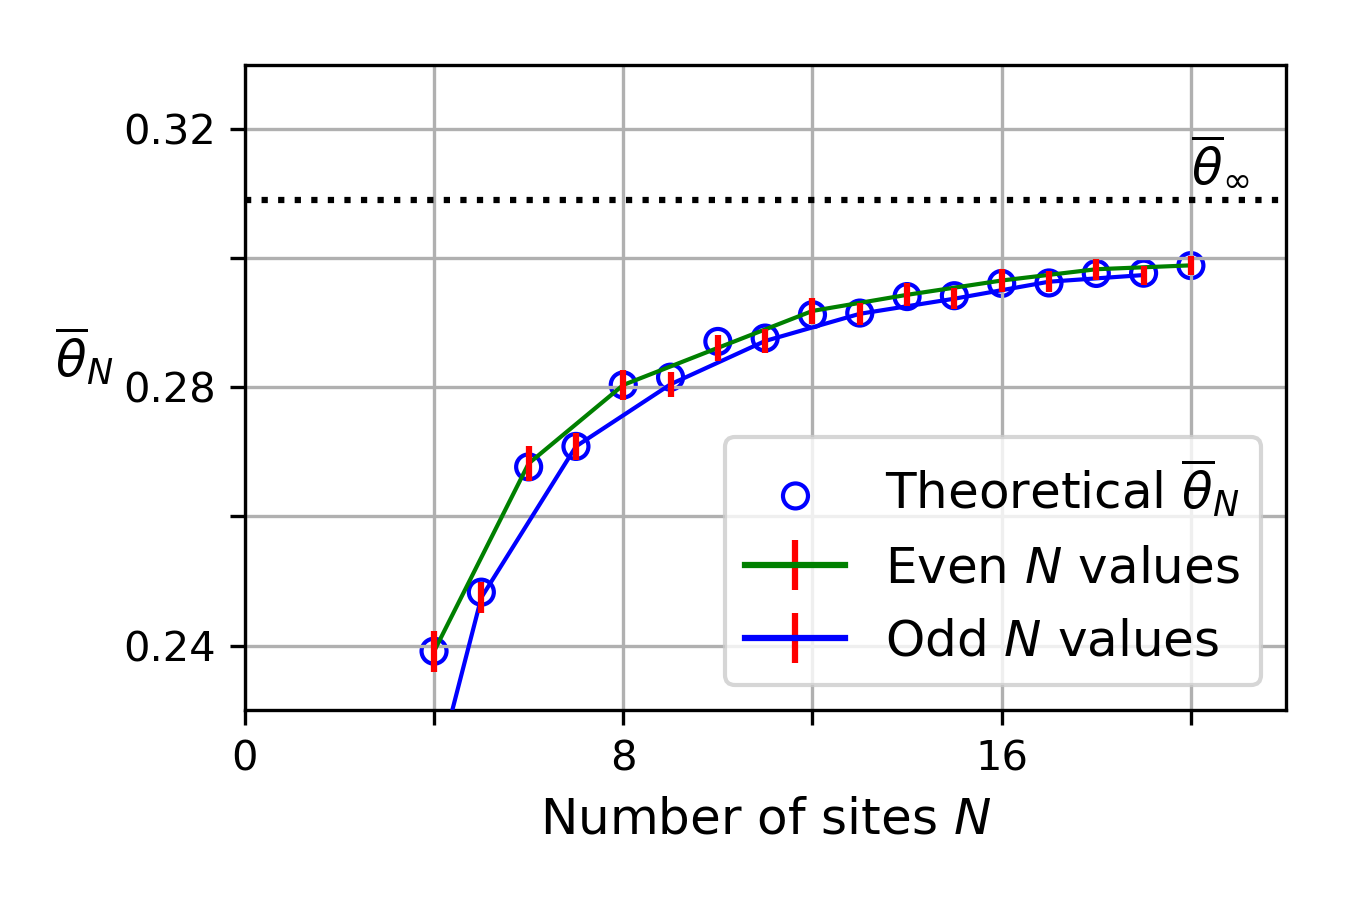 0.32
θ̅∞
θ̅N
0.28
0.24
Theoretical θ̅N
Even N values
Odd N values
0
8
16
Number of sites N